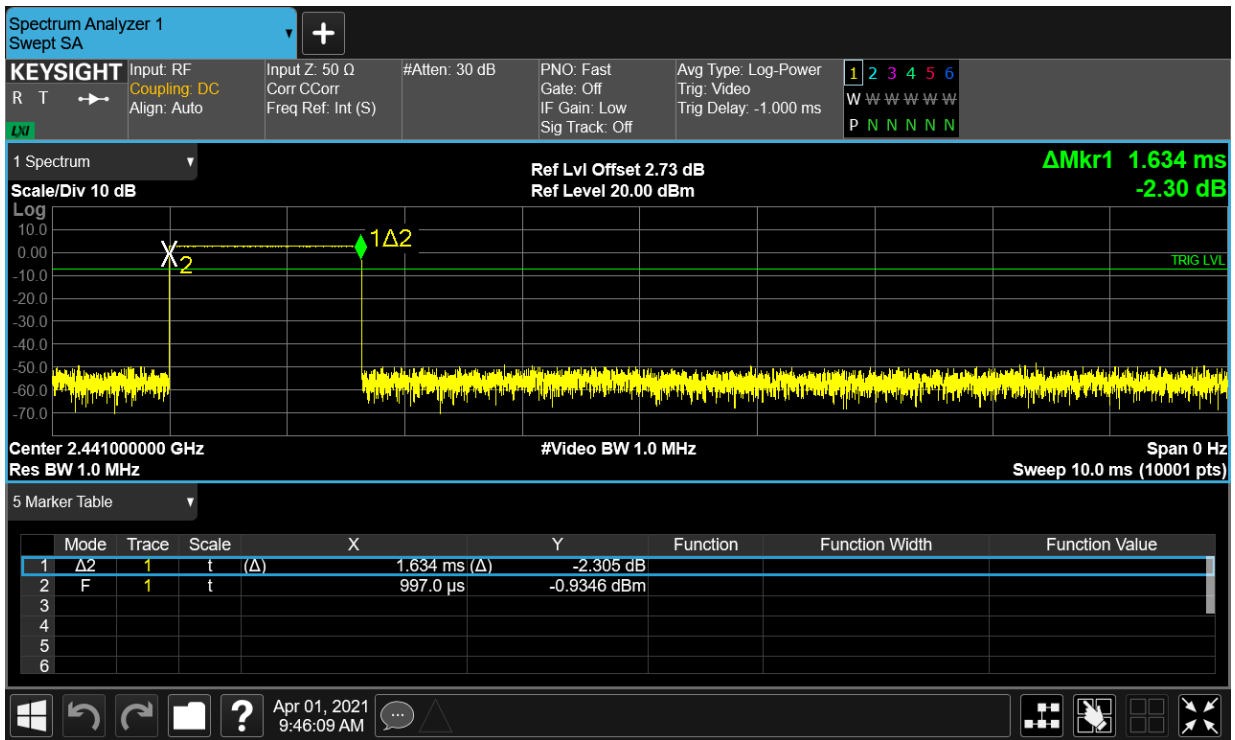 Spectrum Analyzer 1
Swept SA
KEYSIGHT
R T
LXI
Input: RF
Coupling: DC
Align: Auto
Input Z: 50 Ω
Corr CCorr
Freq Ref: Int (S)
#Atten: 30 dB
PNO: Fast
Gate: Off
IF Gain: Low
Sig Track: Off
Avg Type: Log-Power
Trig: Video
Trig Delay: -1.000 ms
1 2 3 4 5 6
W W W W W W
P N N N N N
1 Spectrum
Scale/Div 10 dB
Ref Lvl Offset 2.73 dB
Ref Level 20.00 dBm
ΔMkr1 1.634 ms
-2.30 dB
Log
10.0
0.00
-10.0
-20.0
-30.0
-40.0
-50.0
-60.0
-70.0
1Δ2
X
2
TRIG LVL
Center 2.441000000 GHz
#Video BW 1.0 MHz
Span 0 Hz
Res BW 1.0 MHz
Sweep 10.0 ms (10001 pts)
5 Marker Table
Mode Trace Scale X Y Function Function Width Function Value
1 Δ2 1 t (Δ) 1.634 ms (Δ) -2.305 dB
2 F 1 t 997.0 µs -0.9346 dBm
3
4
5
6
?
Apr 01, 2021
9:46:09 AM